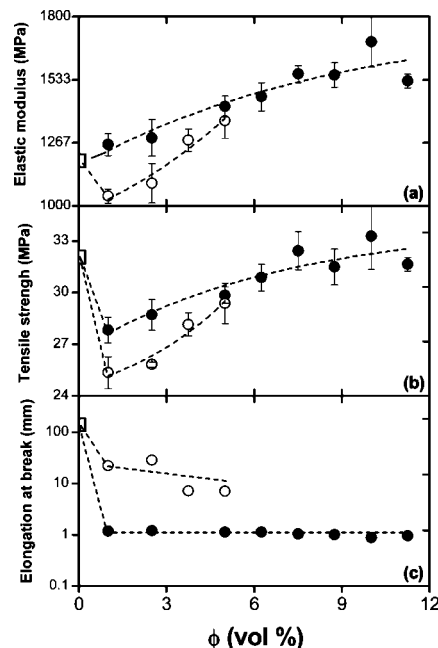 1800
1533
1267
1000
Elastic modulus (MPa)
(a)
33
30
27
24
Tensile strengh (MPa)
(b)
100
10
1
0.1
Elongation at break (mm)
(c)
0 3 6 9 12
ϕ (vol %)